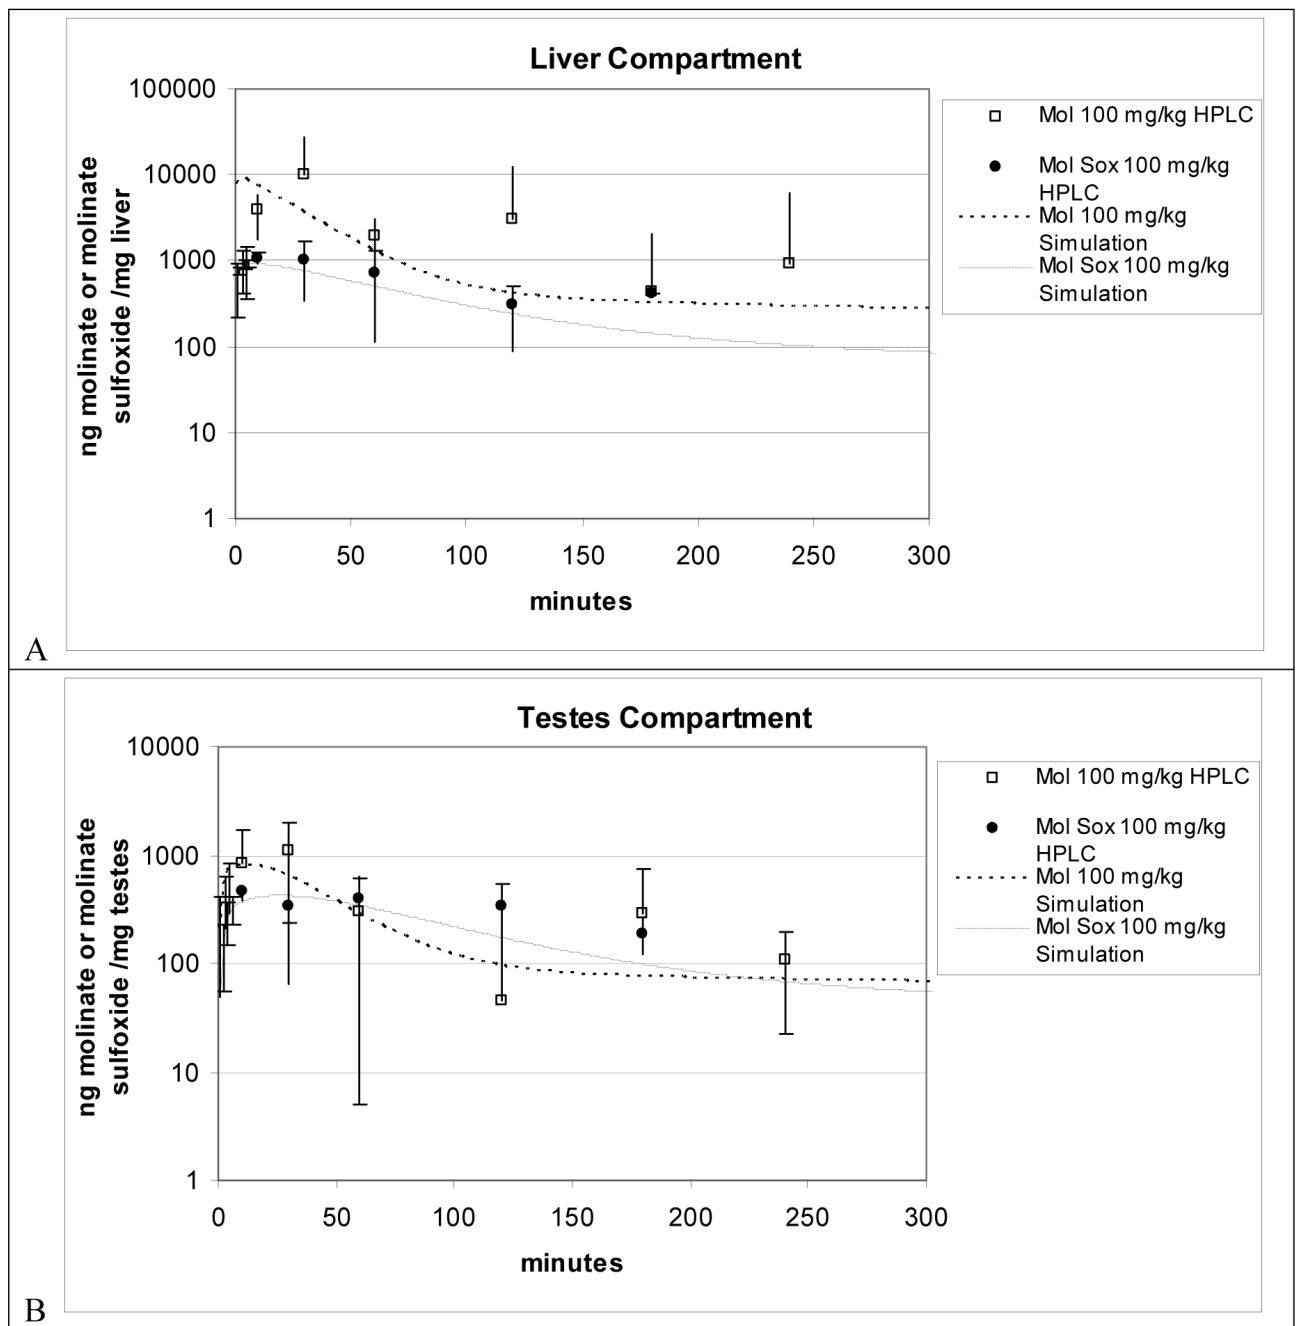 Liver Compartment
100000
10000
1000
100
10
1
ng molinate or molinate
sulfoxide /mg liver
0 50 100 150 200 250 300
minutes
Mol 100 mg/kg HPLC
Mol Sox 100 mg/kg
HPLC
Mol 100 mg/kg
Simulation
Mol Sox 100 mg/kg
Simulation
A
Testes Compartment
10000
1000
100
10
1
ng molinate or molinate
sulfoxide /mg testes
0 50 100 150 200 250 300
minutes
Mol 100 mg/kg HPLC
Mol Sox 100 mg/kg
HPLC
Mol 100 mg/kg
Simulation
Mol Sox 100 mg/kg
Simulation
B